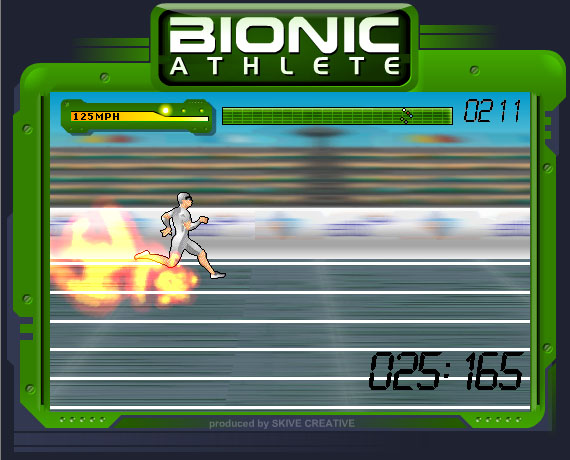 BIONIC
ATHLETE
125MPH
0211
025:165
produced by SKIVE CREATIVE